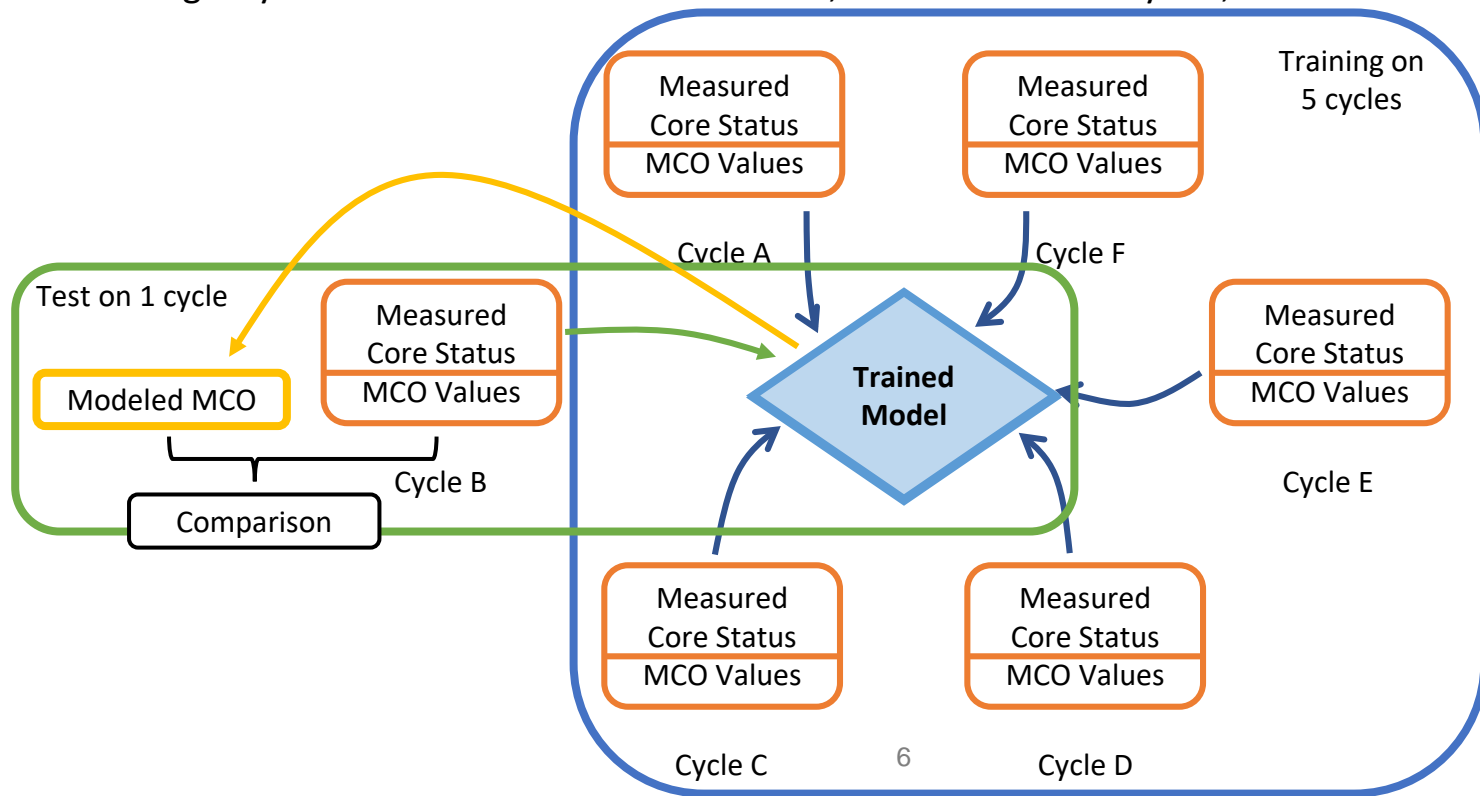 Training on
5 cycles
Measured
Core Status
MCO Values
Cycle A
Measured
Core Status
MCO Values
Cycle F
Test on 1 cycle
Measured
Core Status
MCO Values
Cycle B
Modeled MCO
Comparison
Trained
Model
Measured
Core Status
MCO Values
Cycle E
Measured
Core Status
MCO Values
Cycle C
Measured
Core Status
MCO Values
Cycle D
6